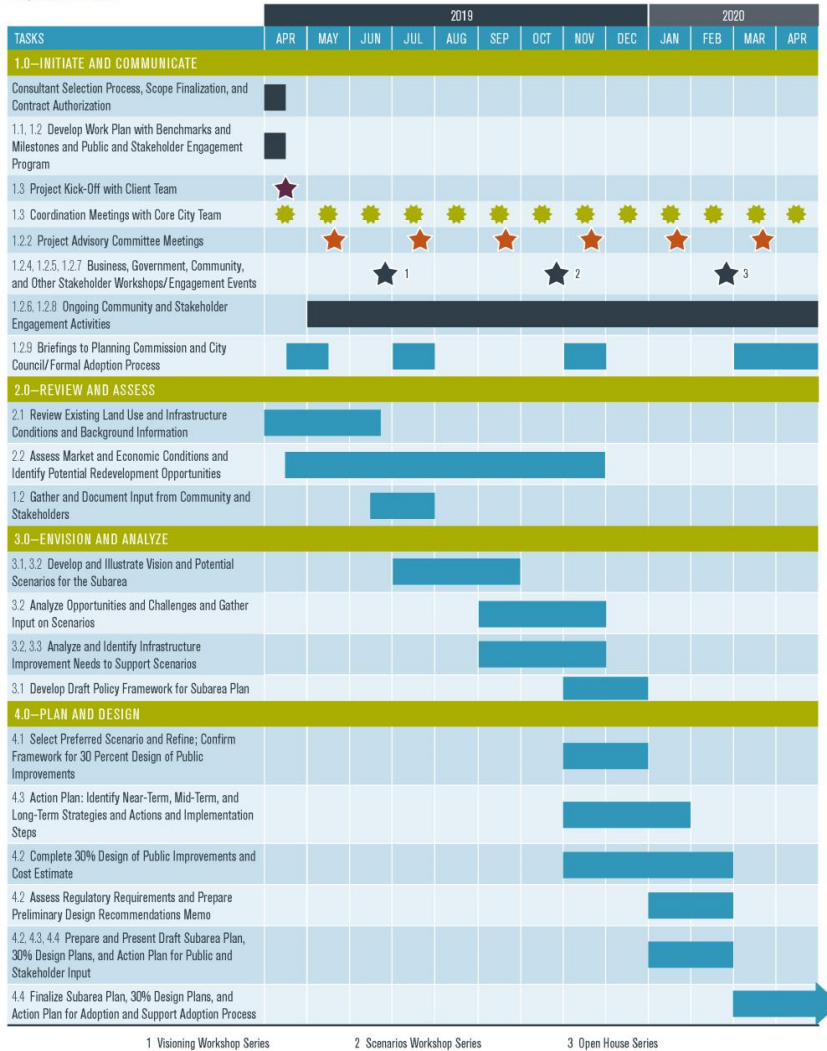 2019 2020
TASKS APR MAY JUN JUL AUG SEP OCT NOV DEC JAN FEB MAR APR
1.0—INITIATE AND COMMUNICATE
Consultant Selection Process, Scope Finalization, and
Contract Authorization
1.1, 1.2 Develop Work Plan with Benchmarks and
Milestones and Public and Stakeholder Engagement
Program
1.3 Project Kick-Off with Client Team
1.3 Coordination Meetings with Core City Team
1.2.2 Project Advisory Committee Meetings
1.2.4, 1.2.5, 1.2.7 Business, Government, Community,
and Other Stakeholder Workshops/Engagement Events
1 2 3
1.2.6, 1.2.8 Ongoing Community and Stakeholder
Engagement Activities
1.2.9 Briefings to Planning Commission and City
Council/Formal Adoption Process
2.0—REVIEW AND ASSESS
2.1 Review Existing Land Use and Infrastructure
Conditions and Background Information
2.2 Assess Market and Economic Conditions and
Identify Potential Redevelopment Opportunities
1.2 Gather and Document Input from Community and
Stakeholders
3.0—ENVISION AND ANALYZE
3.1, 3.2 Develop and Illustrate Vision and Potential
Scenarios for the Subarea
3.2 Analyze Opportunities and Challenges and Gather
Input on Scenarios
3.2, 3.3 Analyze and Identify Infrastructure
Improvement Needs to Support Scenarios
3.1 Develop Draft Policy Framework for Subarea Plan
4.0—PLAN AND DESIGN
4.1 Select Preferred Scenario and Refine; Confirm
Framework for 30 Percent Design of Public
Improvements
4.3 Action Plan: Identify Near-Term, Mid-Term, and
Long-Term Strategies and Actions and Implementation
Steps
4.2 Complete 30% Design of Public Improvements and
Cost Estimate
4.2 Assess Regulatory Requirements and Prepare
Preliminary Design Recommendations Memo
4.2, 4.3, 4.4 Prepare and Present Draft Subarea Plan,
30% Design Plans, and Action Plan for Public and
Stakeholder Input
4.4 Finalize Subarea Plan, 30% Design Plans, and
Action Plan for Adoption and Support Adoption Process
1 Visioning Workshop Series 2 Scenarios Workshop Series 3 Open House Series